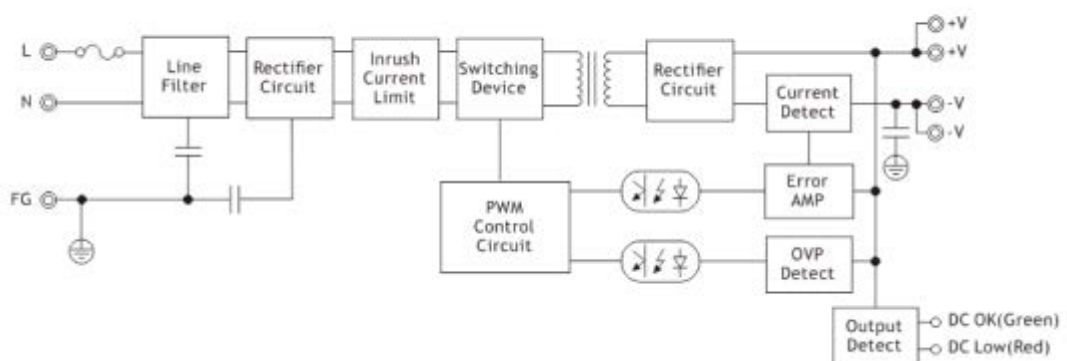 +V
L
+V
Line
Filter
Rectifier
Circuit
Inrush
Current
Limit
Switching
Device
Rectifier
Circuit
Current
Detect
N
-V
-V
FG
PWM
Control
Circuit
Error
AMP
OVP
Detect
Output
Detect
DC OK(Green)
DC Low(Red)